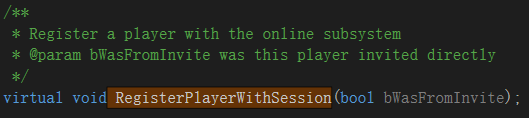 /**
 * Register a player with the online subsystem
 * @param bWasFromInvite was this player invited directly
 */
virtual void RegisterPlayerWithSession(bool bWasFromInvite);